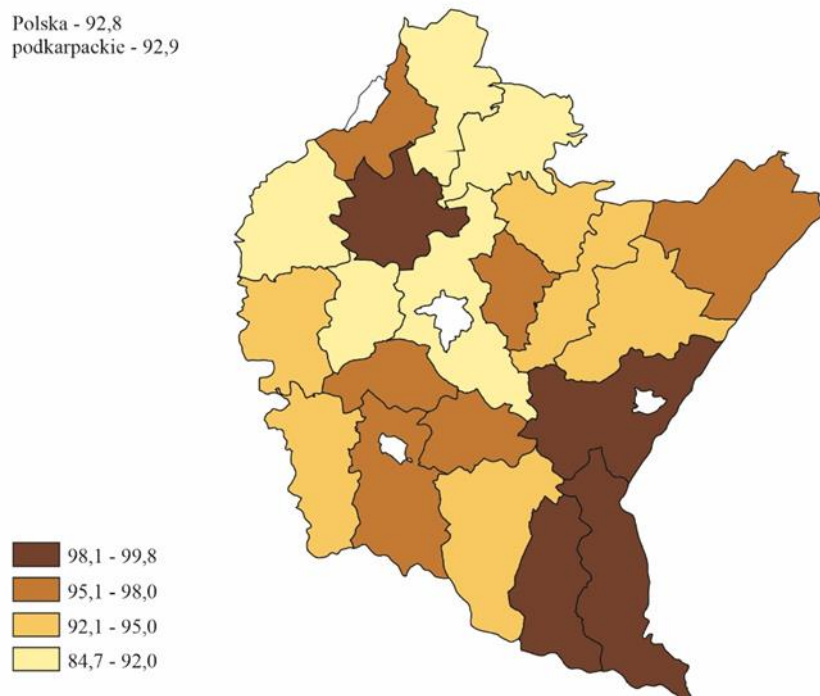 Polska - 92,8
podkarpackie - 92,9
98,1 - 99,8
95,1 - 98,0
92,1 - 95,0
84,7 - 92,0